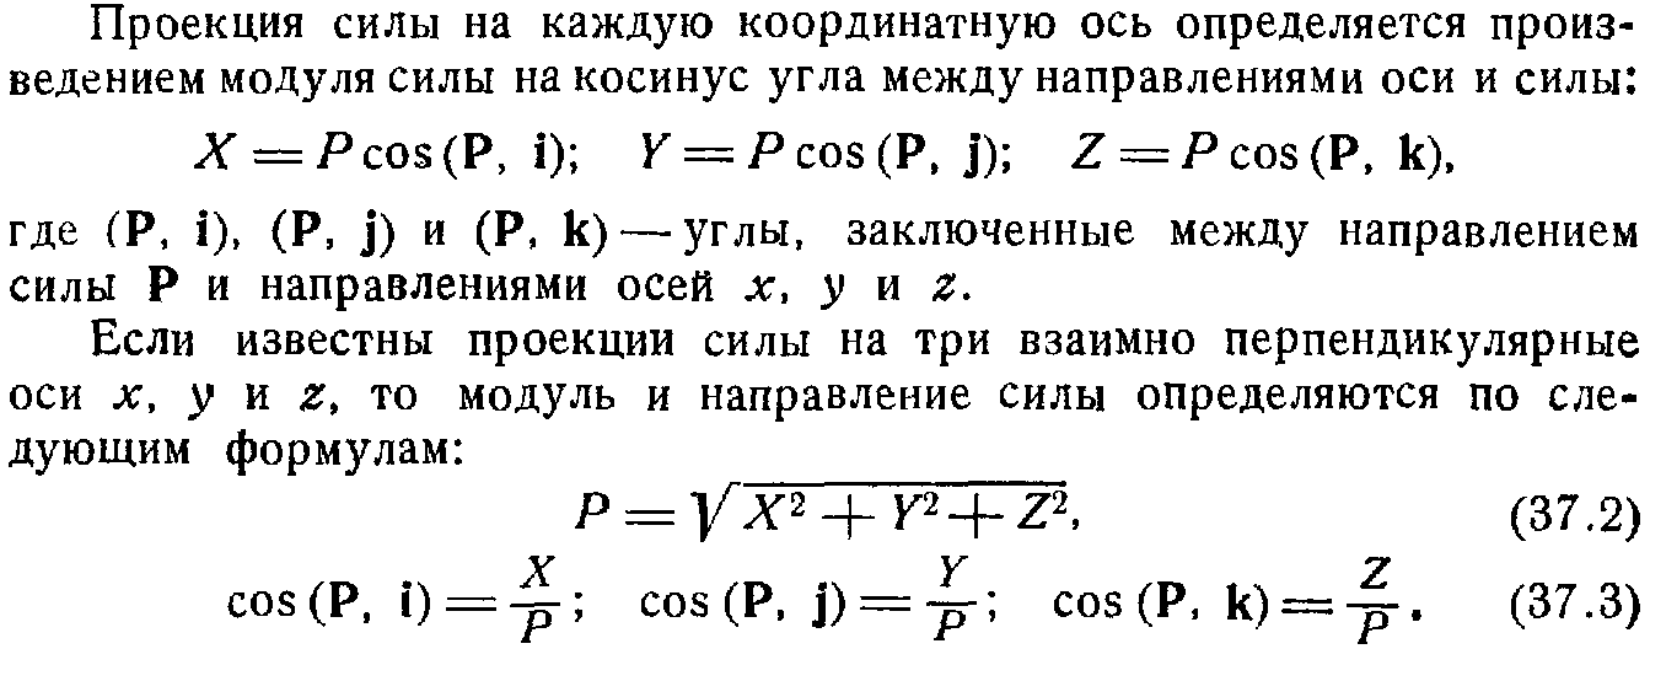 Проекция силы на каждую координатную ось определяется произ-
ведением модуля силы на косинус угла между направлениями оси и силы:
X = P cos (P, i); Y = P cos (P, j); Z = P cos (P, k),
где (P, i), (P, j) и (P, k) — углы, заключенные между направлением
силы P и направлениями осей x, y и z.
Если известны проекции силы на три взаимно перпендикулярные
оси x, y и z, то модуль и направление силы определяются по сле-
дующим формулам:
P = √X² + Y² + Z², (37.2)
cos (P, i) = X/P; cos (P, j) = Y/P; cos (P, k) = Z/P. (37.3)